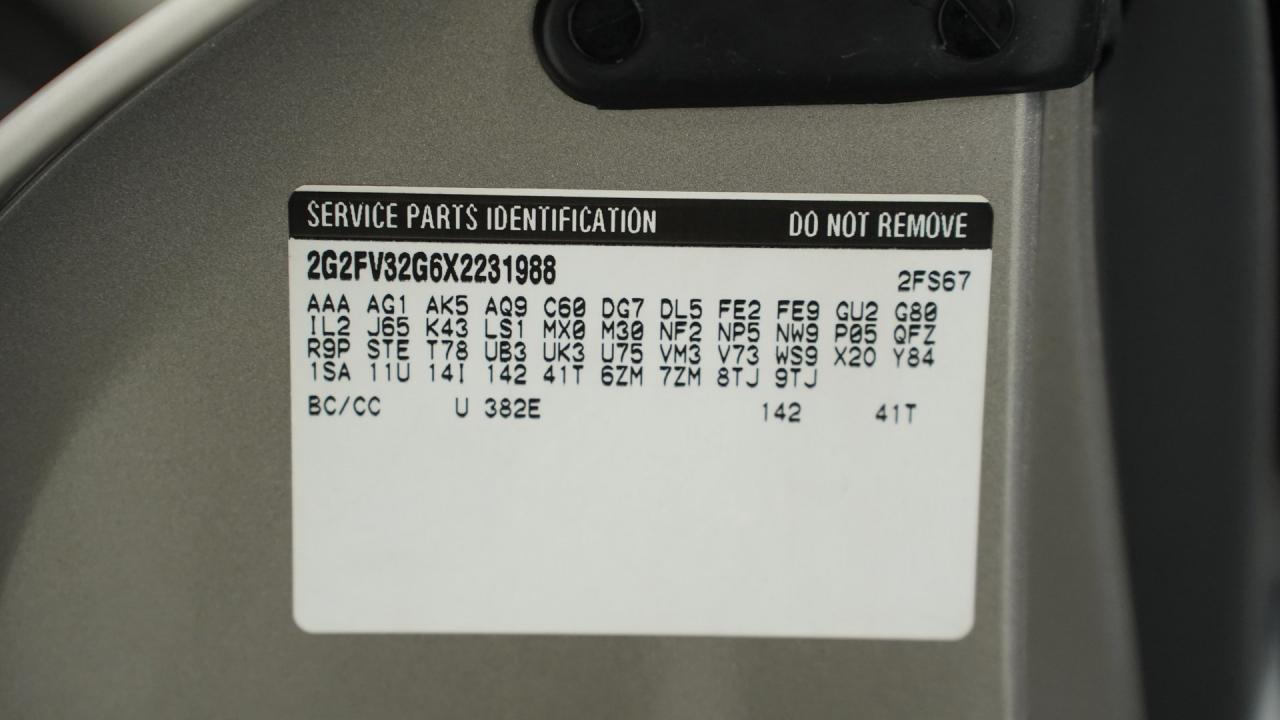 SERVICE PARTS IDENTIFICATION DO NOT REMOVE
2G2FV32G6X2231988 2FS67
AAA AG1 AK5 AQ9 C60 DG7 DL5 FE2 FE9 GU2 G80
IL2 J65 K43 LS1 MX0 M30 NF2 NP5 NW9 P05 QFZ
R9P STE T78 UB3 UK3 U75 VM3 V73 WS9 X20 Y84
1SA 11U 14I 142 41T 6ZM 7ZM 8TJ 9TJ
BC/CC U 382E 142 41T